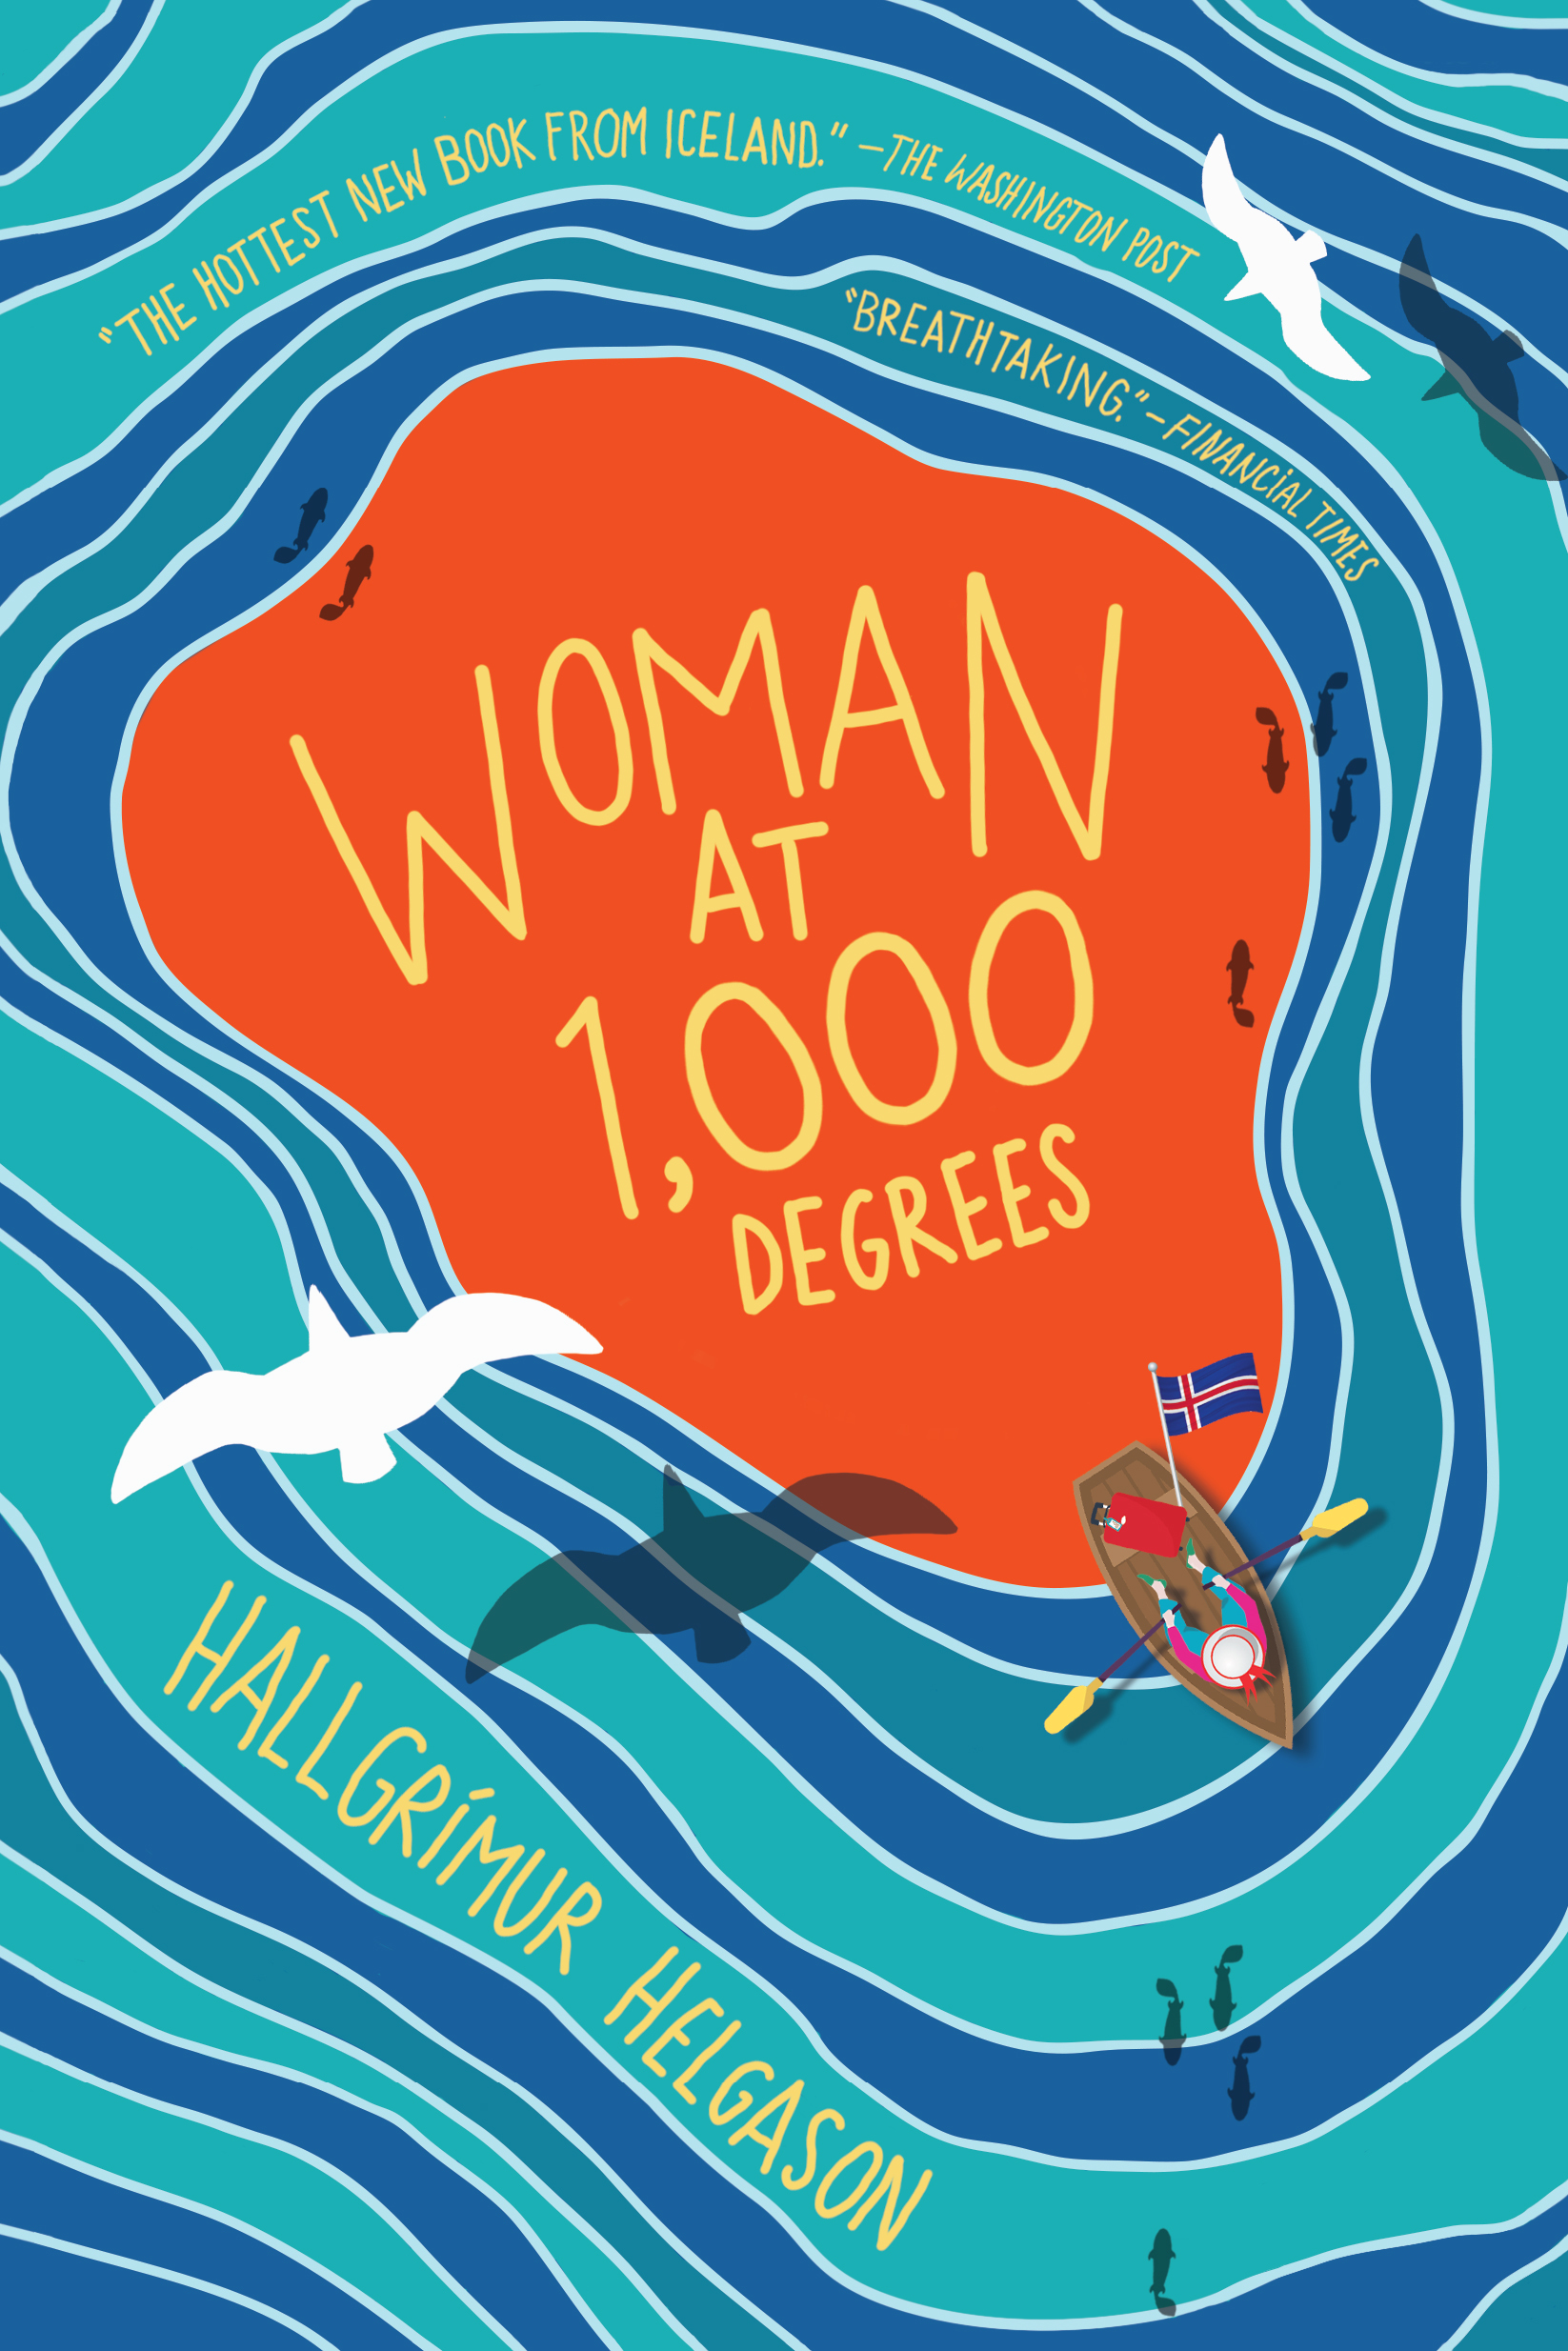 "THE HOTTEST NEW BOOK FROM ICELAND." —THE WASHINGTON POST
"BREATHTAKING." —FINANCIAL TIMES
WOMAN
AT
1,000
DEGREES
HALLGRÍMUR HELGASON